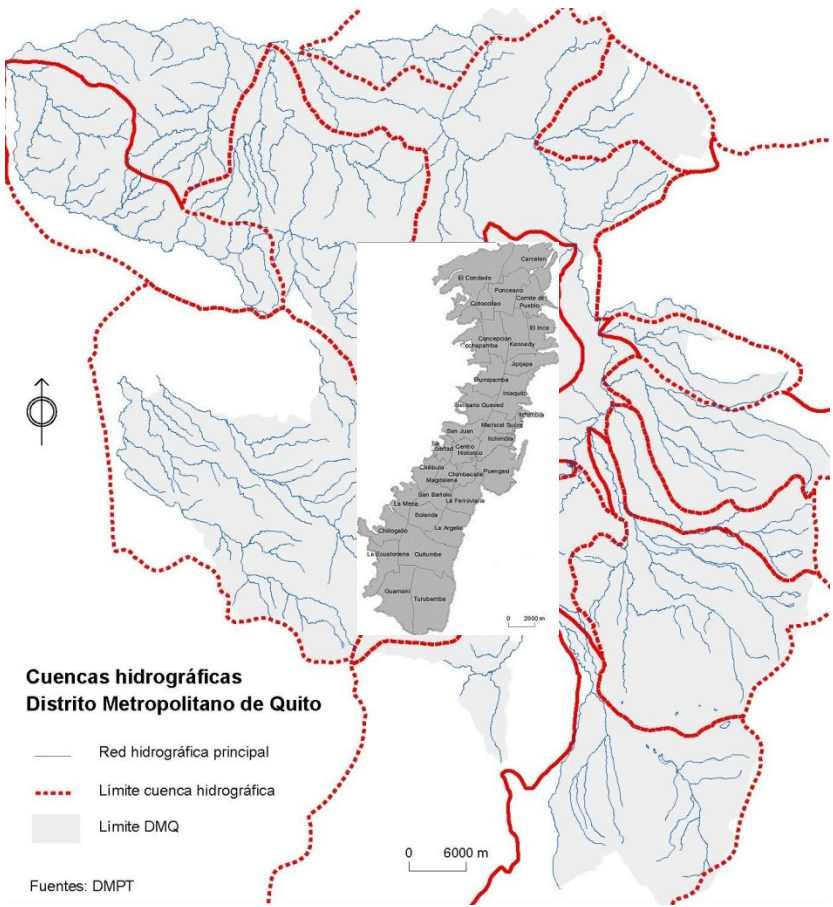 Carcelen
El Condado
Ponceano
Cotocollao
Comite del
Pueblo
El Inca
Concepción
Cochapamba
Kennedy
Jipijapa
Rumipamba
Iñaquito
Belisario Quevedo
Itchimbia
Mariscal Sucre
San Juan
Itchimbia
La
Libertad
Centro
Historico
Chilibulo
Chimbacalle
Puengasi
Magdalena
San Bartolo
La Ferroviaria
La Mena
Solanda
La Argelia
Chillogallo
La Ecuatoriana
Quitumbe
Guamani
Turubamba
0 2000 m
Cuencas hidrográficas
Distrito Metropolitano de Quito
Red hidrográfica principal
Límite cuenca hidrográfica
Límite DMQ
0 6000 m
Fuentes: DMPT